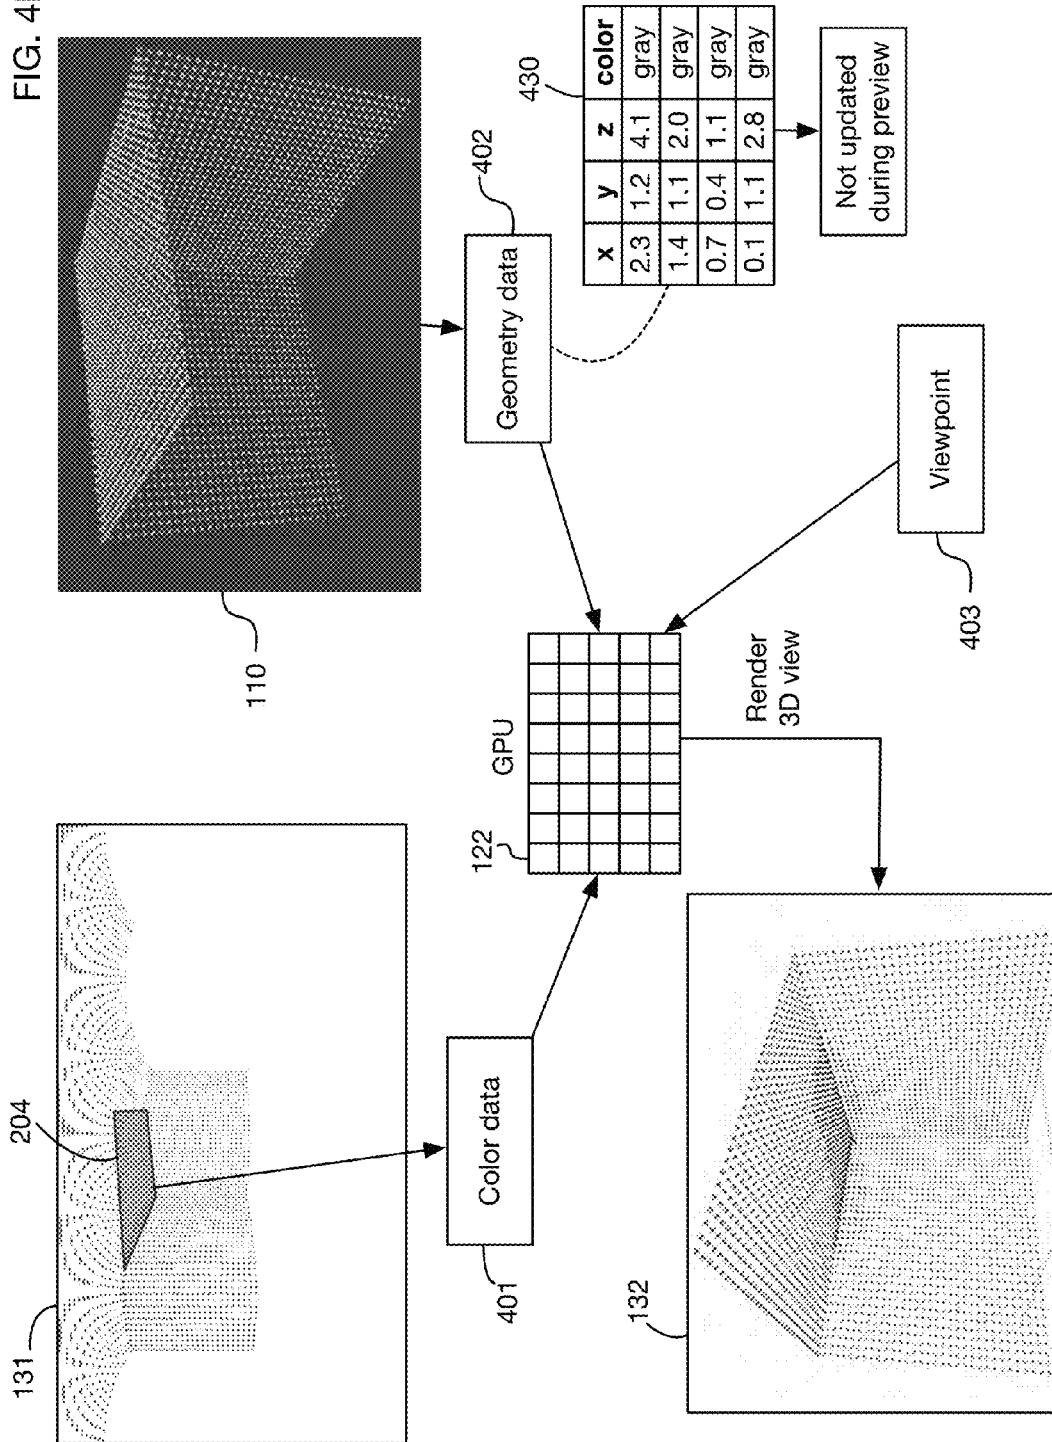 131
204
FIG. 4
110
401
Color data
122
GPU
Geometry data
402
430
x y z color
2.3 1.2 4.1 gray
1.4 1.1 2.0 gray
0.7 0.4 1.1 gray
0.1 1.1 2.8 gray
132
Render
3D view
Not updated
during preview
Viewpoint
403